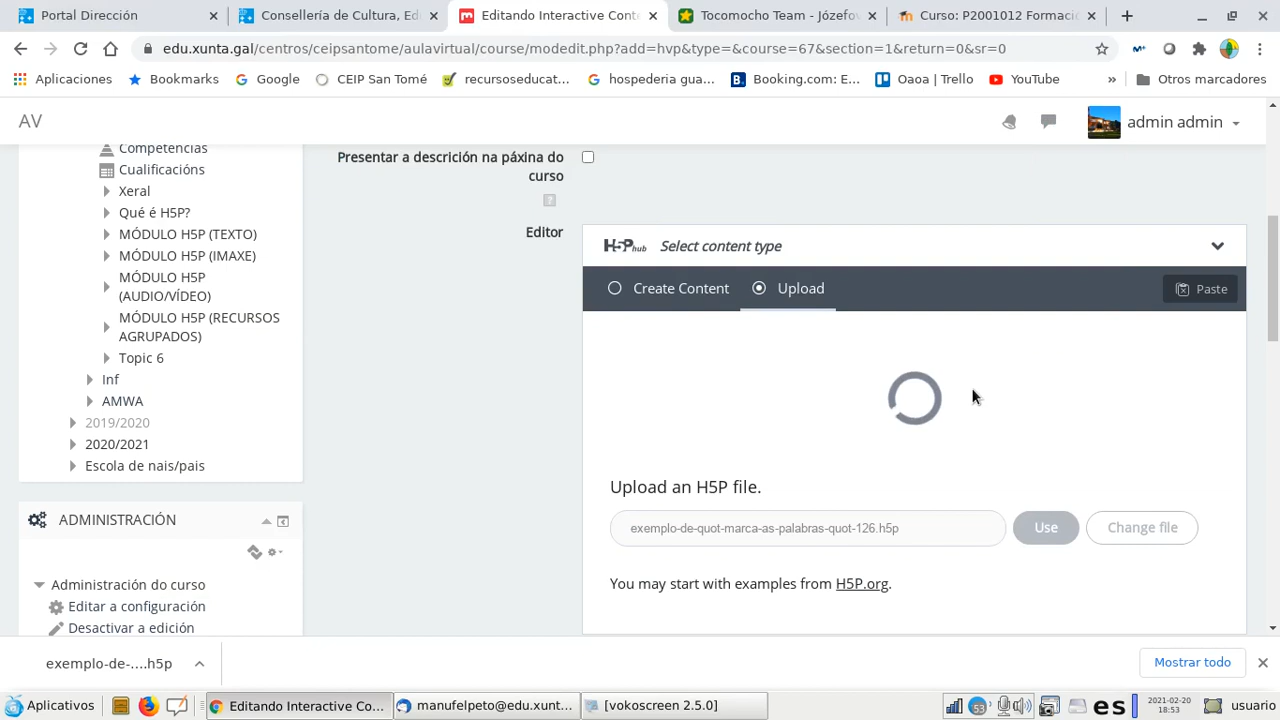 Portal Dirección
Consellería de Cultura, Ed
Editando Interactive Conte
Tocomocho Team - Józefov
Curso: P2001012 Formació
edu.xunta.gal/centros/ceipsantome/aulavirtual/course/modedit.php?add=hvp&type=&course=67&section=1&return=0&sr=0
Aplicaciones
Bookmarks
Google
CEIP San Tomé
recursoseducat...
hospederia gua...
Booking.com: E...
Oaoa | Trello
YouTube
»
Otros marcadores
AV
admin admin
Competencias
Cualificacións
Xeral
Qué é H5P?
MÓDULO H5P (TEXTO)
MÓDULO H5P (IMAXE)
MÓDULO H5P
(AUDIO/VÍDEO)
MÓDULO H5P (RECURSOS
AGRUPADOS)
Topic 6
Inf
AMWA
2019/2020
2020/2021
Escola de nais/pais
ADMINISTRACIÓN
Administración do curso
Editar a configuración
Desactivar a edición
Presentar a descrición na páxina do
curso
?
Editor
H5P hub Select content type
Create Content
Upload
Paste
Upload an H5P file.
exemplo-de-quot-marca-as-palabras-quot-126.h5p
Use
Change file
You may start with examples from H5P.org.
exemplo-de-....h5p
Mostrar todo
Aplicativos
Editando Interactive Co...
manufelpeto@edu.xunt...
[vokoscreen 2.5.0]
53
es
2021-02-20
18:53
usuario